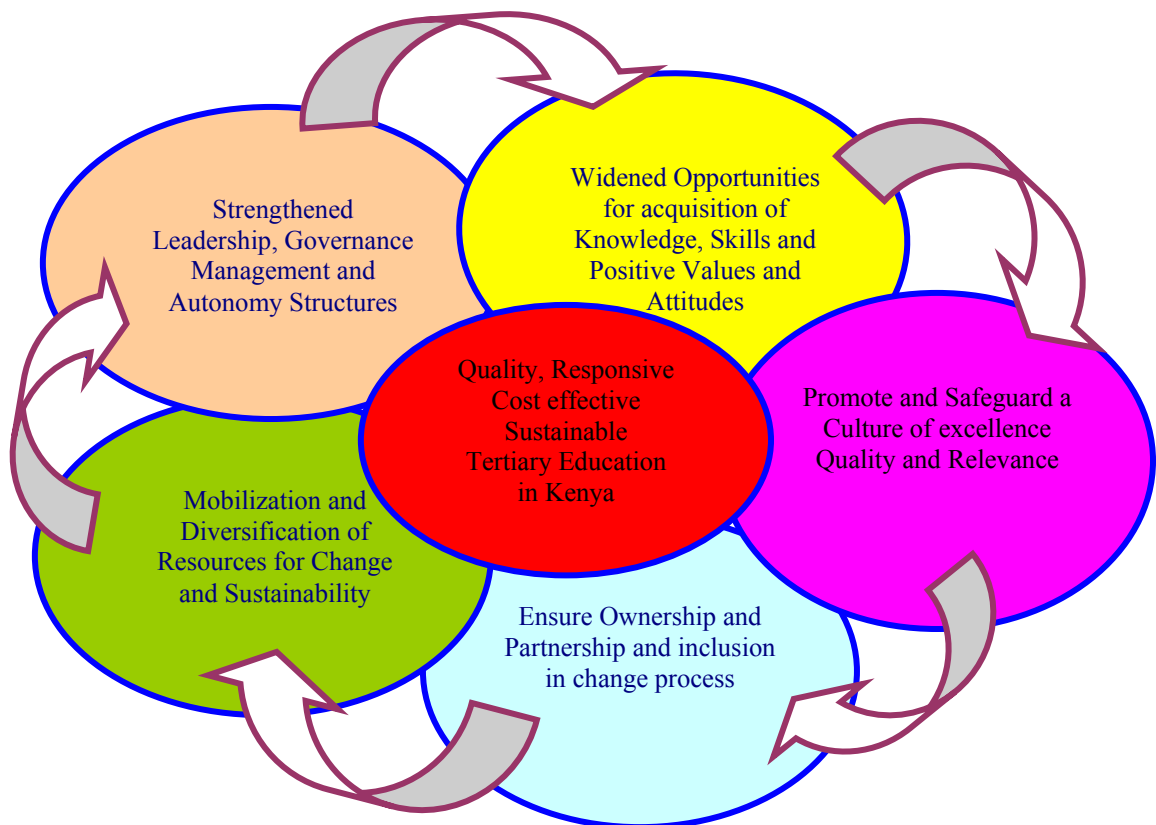 Strengthened
Leadership, Governance
Management and
Autonomy Structures
Widened Opportunities
for acquisition of
Knowledge, Skills and
Positive Values and
Attitudes
Quality, Responsive
Cost effective
Sustainable
Tertiary Education
in Kenya
Promote and Safeguard a
Culture of excellence
Quality and Relevance
Mobilization and
Diversification of
Resources for Change
and Sustainability
Ensure Ownership and
Partnership and inclusion
in change process